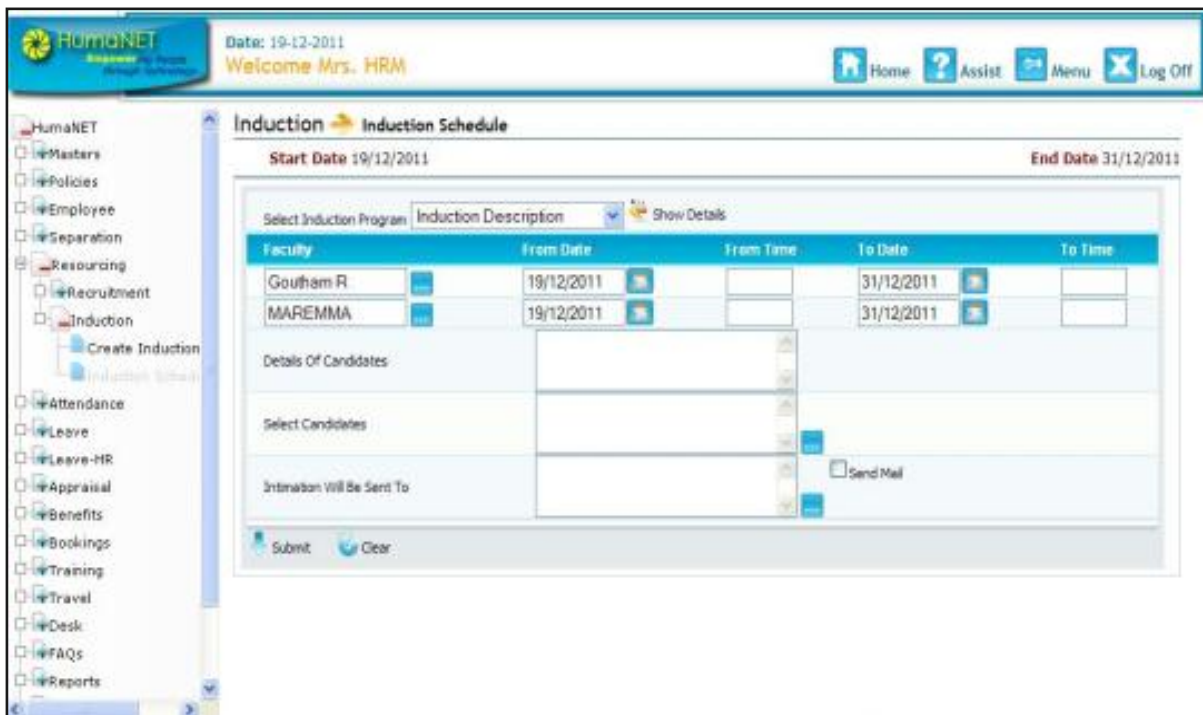 HumaNET
Date: 19-12-2011
Welcome Mrs. HRM
Home
Assist
Menu
Log Off
HumaNET
Masters
Policies
Employee
Separation
Resourcing
Recruitment
Induction
Create Induction
Induction
Attendance
Leave
Leave-HR
Appraisal
Benefits
Bookings
Training
Travel
Desk
FAQs
Reports
Induction Induction Schedule
Start Date 19/12/2011 End Date 31/12/2011
Select Induction Program Induction Description Show Details
Faculty From Date From Time To Date To Time
Goutham R 19/12/2011 31/12/2011
MAREMMA 19/12/2011 31/12/2011
Details Of Candidates
Select Candidates
Intimation Will Be Sent To Send Mail
Submit Clear